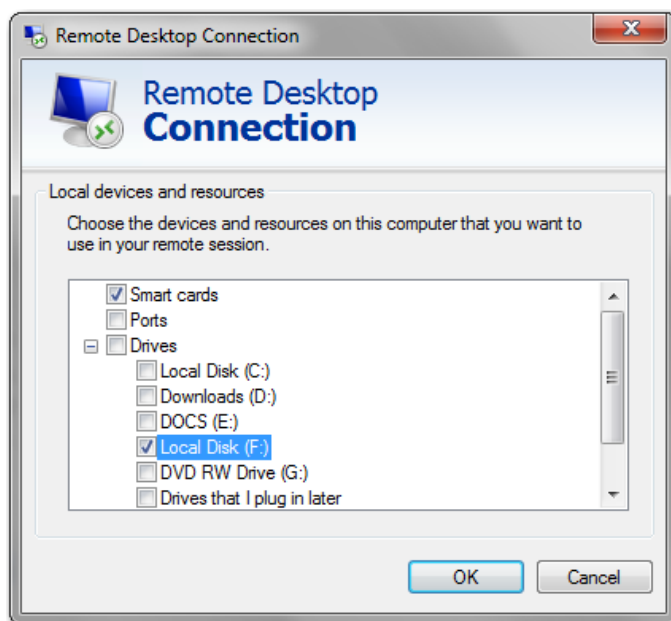 Remote Desktop Connection
Remote Desktop
Connection
Local devices and resources
Choose the devices and resources on this computer that you want to
use in your remote session.
Smart cards
Ports
Drives
Local Disk (C:)
Downloads (D:)
DOCS (E:)
Local Disk (F:)
DVD RW Drive (G:)
Drives that I plug in later
OK Cancel